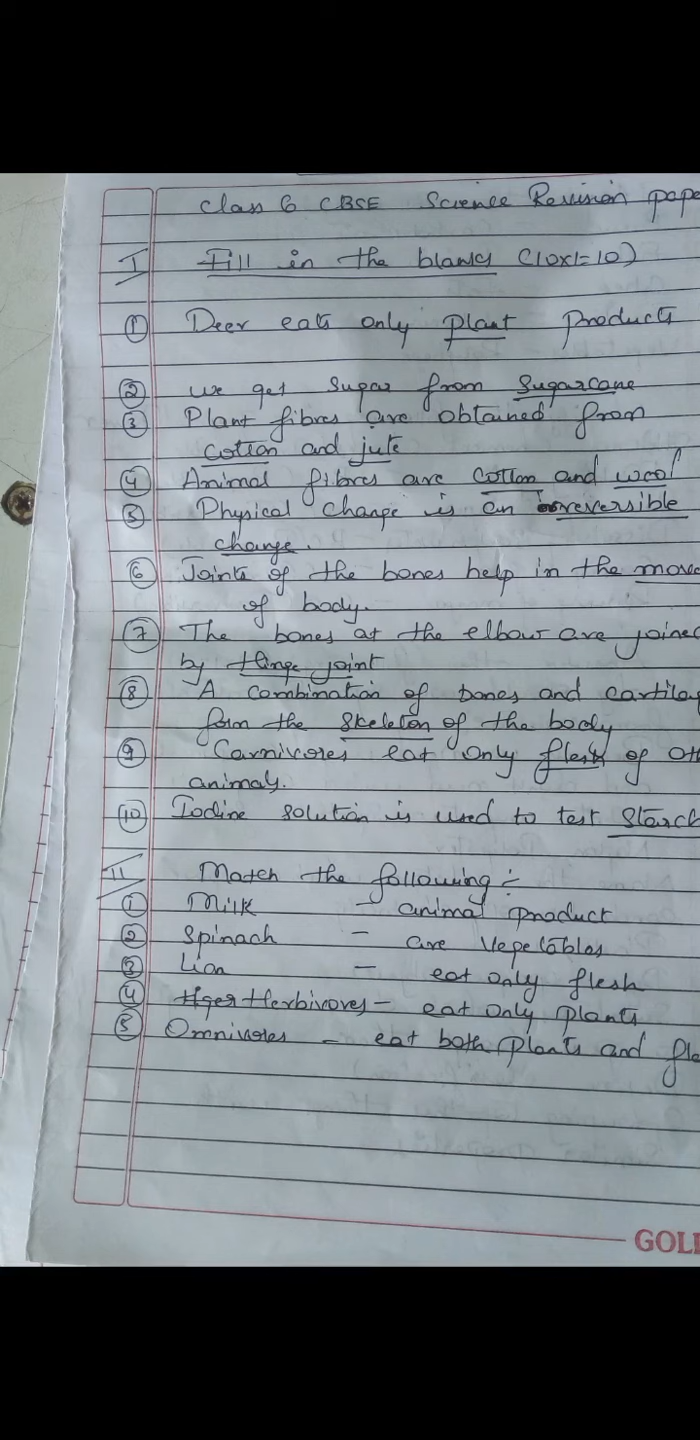 Class 6 CBSE Science Revision pape
I Fill in the blanks (10x1=10)
① Deer eats only plant products
② we get sugar from sugarcane
③ Plant fibres are obtained from
cotton and jute
④ Animal fibres are cotton and wool
⑤ Physical change is an reversible
change.
⑥ Joints of the bones help in the move
of body.
⑦ The bones at the elbow are joined
by Hinge joint
⑧ A combination of bones and cartilag
form the skeleton of the body
⑨ Carnivores eat only flesh of oth
animals.
⑩ Iodine solution is used to test Starch
II Match the following :-
① Milk - animal product
② Spinach - are Vegetables
③ Lion - eat only flesh
④ Herbivores - eat only plants
⑤ Omnivores - eat both plants and fle
GOL